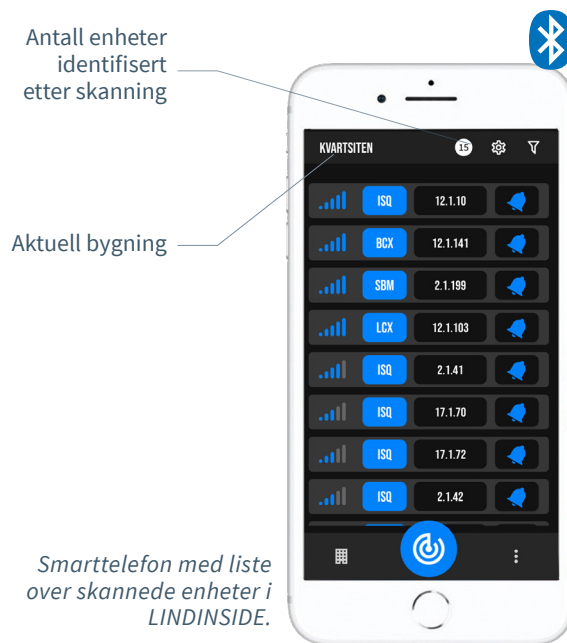 Antall enheter
identifisert
etter skanning
KVARTSITEN
15
ISQ
12.1.10
Aktuell bygning
BCX
12.1.141
SBM
2.1.199
LCX
12.1.103
ISQ
2.1.41
ISQ
17.1.70
ISQ
17.1.72
ISQ
2.1.42
Smarttelefon med liste
over skannede enheter i
LINDINSIDE.